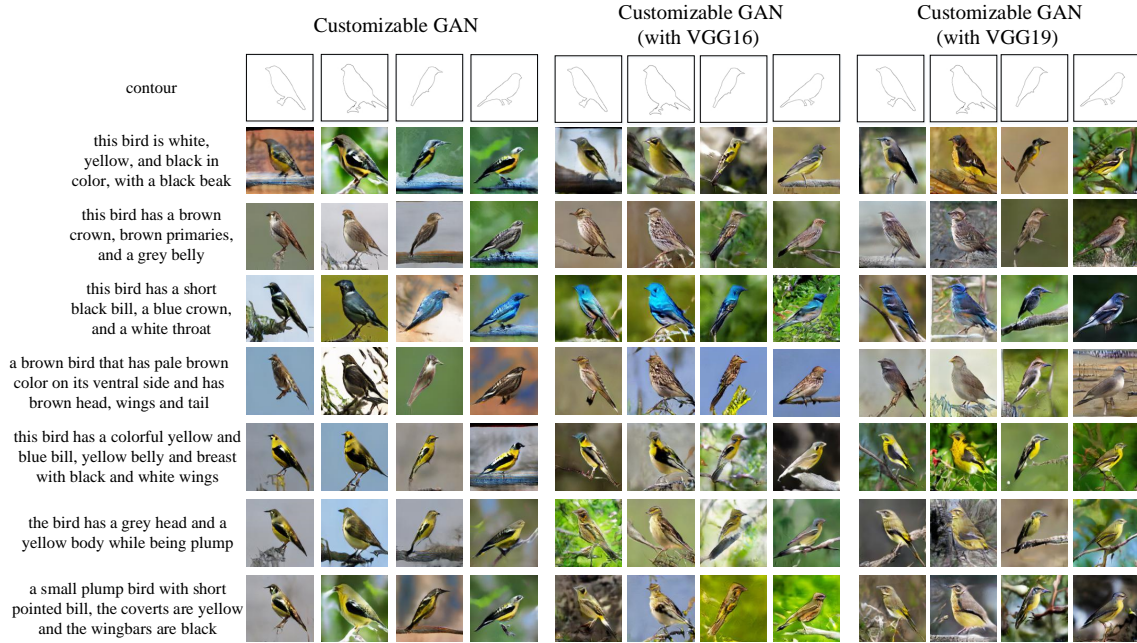 Customizable GAN
Customizable GAN
(with VGG16)
Customizable GAN
(with VGG19)
contour
this bird is white,
yellow, and black in
color, with a black beak
this bird has a brown
crown, brown primaries,
and a grey belly
this bird has a short
black bill, a blue crown,
and a white throat
a brown bird that has pale brown
color on its ventral side and has
brown head, wings and tail
this bird has a colorful yellow and
blue bill, yellow belly and breast
with black and white wings
the bird has a grey head and a
yellow body while being plump
a small plump bird with short
pointed bill, the coverts are yellow
and the wingbars are black